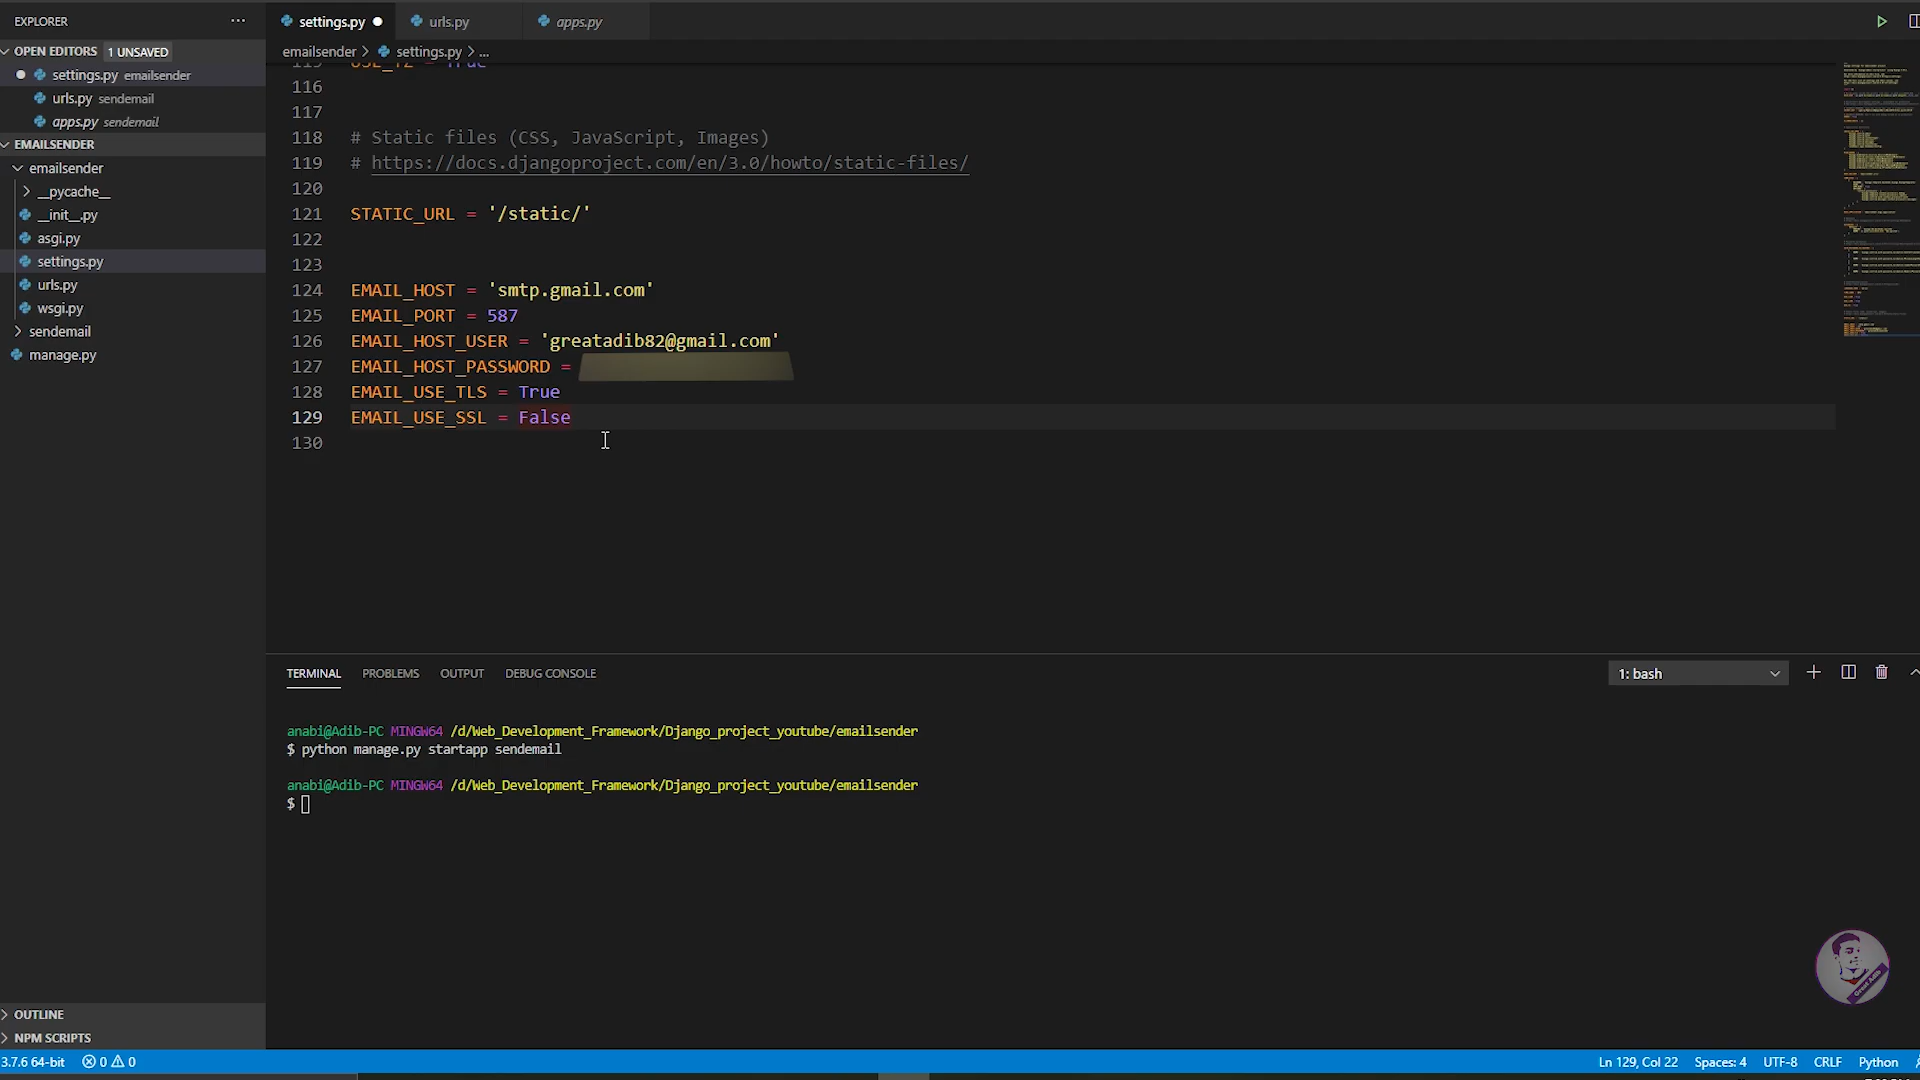 EXPLORER
OPEN EDITORS 1 UNSAVED
settings.py emailsender
urls.py sendemail
apps.py sendemail
EMAILSENDER
emailsender
__pycache__
__init__.py
asgi.py
settings.py
urls.py
wsgi.py
sendemail
manage.py
OUTLINE
NPM SCRIPTS
settings.py
urls.py
apps.py
emailsender > settings.py > ...
115 USE_TZ = True
116
117
118 # Static files (CSS, JavaScript, Images)
119 # https://docs.djangoproject.com/en/3.0/howto/static-files/
120
121 STATIC_URL = '/static/'
122
123
124 EMAIL_HOST = 'smtp.gmail.com'
125 EMAIL_PORT = 587
126 EMAIL_HOST_USER = 'greatadib82@gmail.com'
127 EMAIL_HOST_PASSWORD =
128 EMAIL_USE_TLS = True
129 EMAIL_USE_SSL = False
130
TERMINAL PROBLEMS OUTPUT DEBUG CONSOLE
1: bash
anabi@Adib-PC MINGW64 /d/Web_Development_Framework/Django_project_youtube/emailsender
$ python manage.py startapp sendemail
anabi@Adib-PC MINGW64 /d/Web_Development_Framework/Django_project_youtube/emailsender
$
3.7.6 64-bit 0 0
Ln 129, Col 22 Spaces: 4 UTF-8 CRLF Python